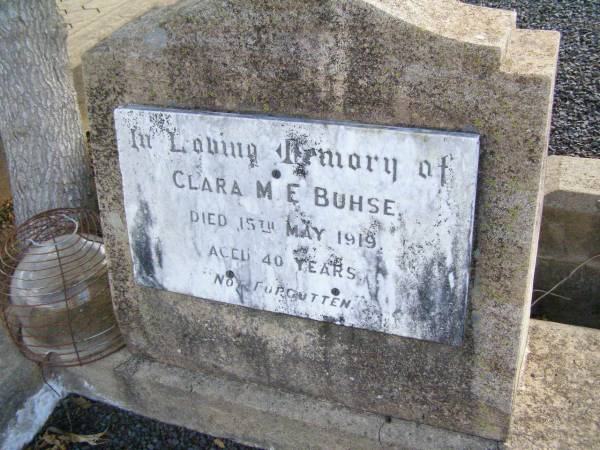 In Loving Memory of
CLARA M E BUHSE
DIED 15TH MAY 1919
AGED 40 YEARS
"NOT FORGOTTEN"